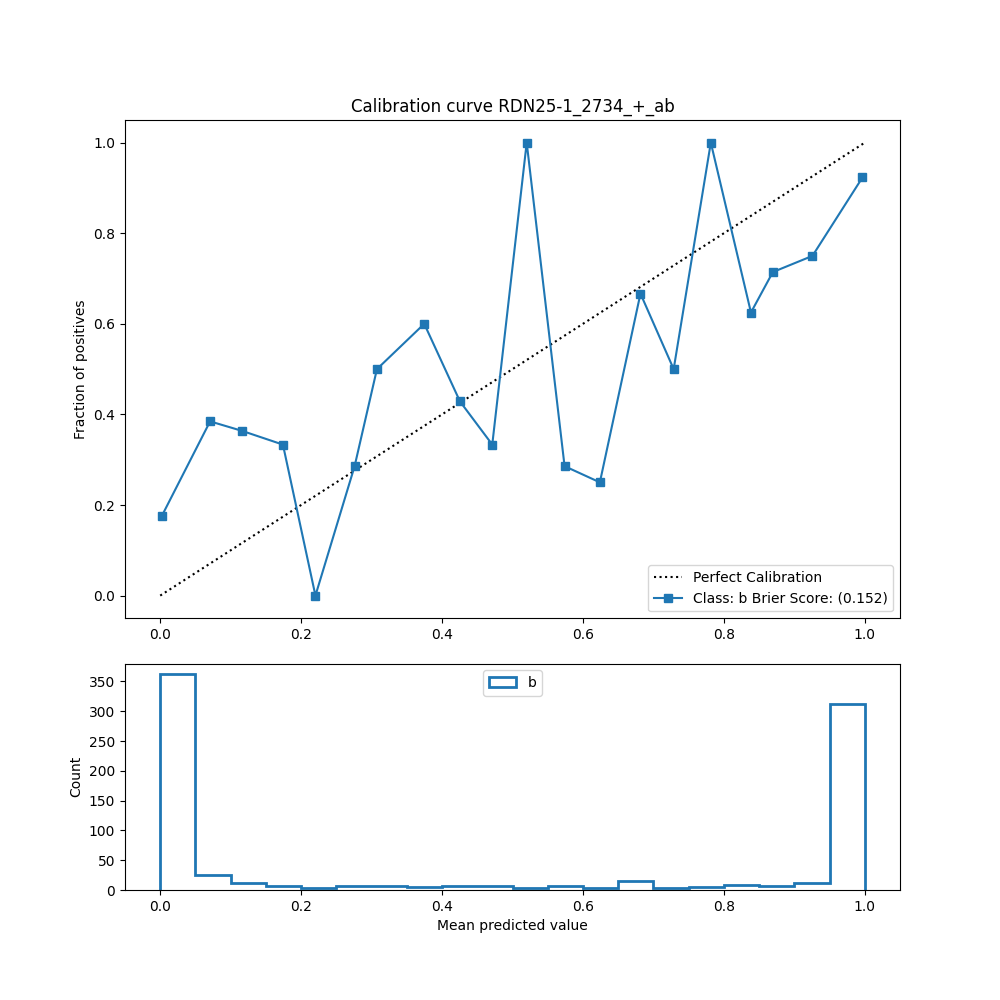 Calibration curve RDN25-1_2734_+_ab
1.0
0.8
0.6
0.4
0.2
0.0
Fraction of positives
Perfect Calibration
Class: b Brier Score: (0.152)
0.0 0.2 0.4 0.6 0.8 1.0
b
350
300
250
200
150
100
50
0
Count
0.0 0.2 0.4 0.6 0.8 1.0
Mean predicted value